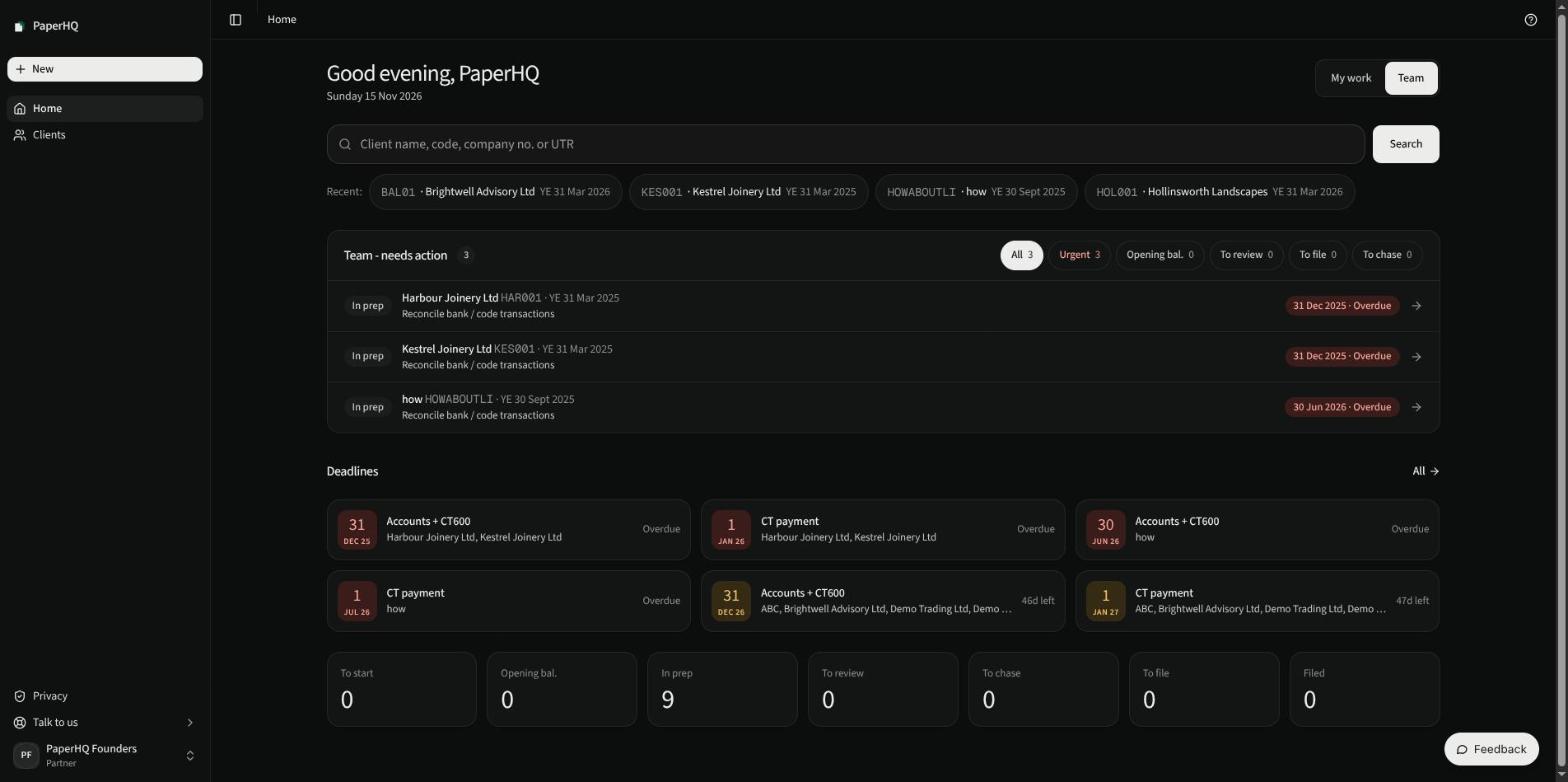 PaperHQ
New
Home
Clients
Privacy
Talk to us
PF
PaperHQ Founders
Partner
Home
Good evening, PaperHQ
Sunday 15 Nov 2026
My work
Team
Client name, code, company no. or UTR
Search
Recent:
BAL01 · Brightwell Advisory Ltd YE 31 Mar 2026
KES001 · Kestrel Joinery Ltd YE 31 Mar 2025
HOWABOUTLI · how YE 30 Sept 2025
HOL001 · Hollinsworth Landscapes YE 31 Mar 2026
Team - needs action 3
All 3
Urgent 3
Opening bal. 0
To review 0
To file 0
To chase 0
In prep
Harbour Joinery Ltd HAR001 · YE 31 Mar 2025
Reconcile bank / code transactions
31 Dec 2025 · Overdue
In prep
Kestrel Joinery Ltd KES001 · YE 31 Mar 2025
Reconcile bank / code transactions
31 Dec 2025 · Overdue
In prep
how HOWABOUTLI · YE 30 Sept 2025
Reconcile bank / code transactions
30 Jun 2026 · Overdue
Deadlines
All
31
DEC 25
Accounts + CT600
Harbour Joinery Ltd, Kestrel Joinery Ltd
Overdue
1
JAN 26
CT payment
Harbour Joinery Ltd, Kestrel Joinery Ltd
Overdue
30
JUN 26
Accounts + CT600
how
Overdue
1
JUL 26
CT payment
how
Overdue
31
DEC 26
Accounts + CT600
ABC, Brightwell Advisory Ltd, Demo Trading Ltd, Demo ...
46d left
1
JAN 27
CT payment
ABC, Brightwell Advisory Ltd, Demo Trading Ltd, Demo ...
47d left
To start
0
Opening bal.
0
In prep
9
To review
0
To chase
0
To file
0
Filed
0
Feedback